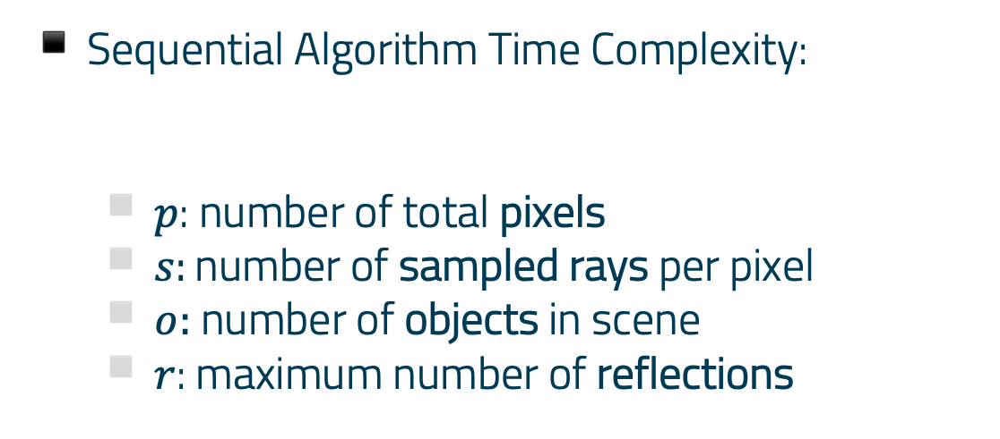 Sequential Algorithm Time Complexity:
p: number of total pixels
s: number of sampled rays per pixel
o: number of objects in scene
r: maximum number of reflections